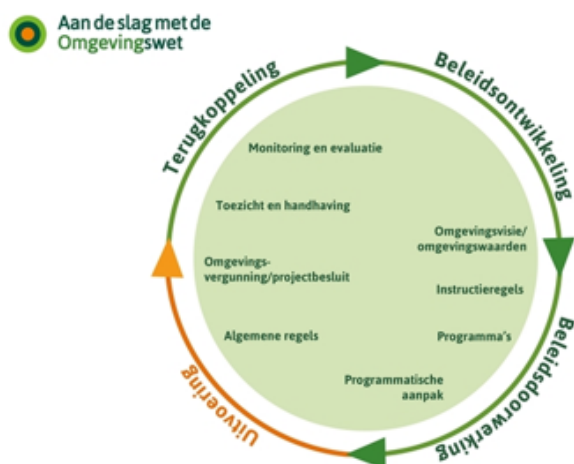 Aan de slag met de
Omgevingswet
Terugkoppeling
Beleidsontwikkeling
Monitoring en evaluatie
Toezicht en handhaving
Omgevingsvisie/
omgevingswaarden
Omgevings-
vergunning/projectbesluit
Instructieregels
Algemene regels
Programma's
Programmatische
aanpak
Uitvoering
Beleidsdoorwerking